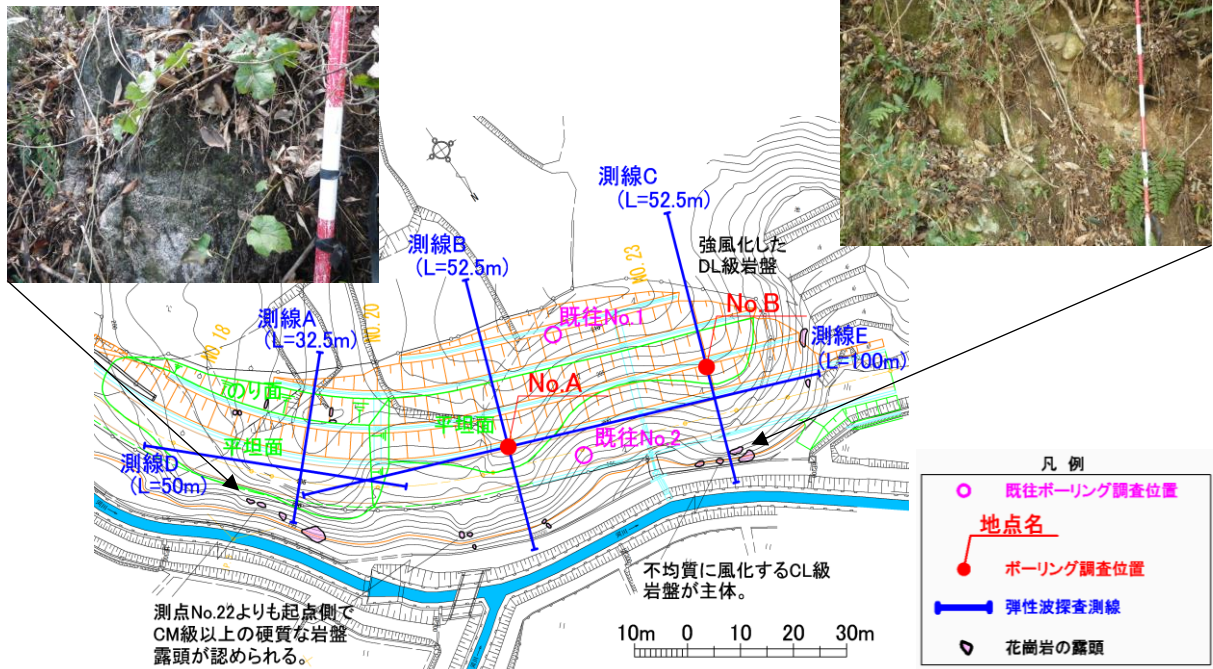 測線C
(L=52.5m)
測線B
(L=52.5m)
強風化した
DL級岩盤
NO.23
No.B
測線A
(L=32.5m)
NO.20
NO.18
既往No.1
測線E
(L=100m)
のり面
No.A
平坦面
平坦面
既往No.2
測線D
(L=50m)
凡 例
既往ボーリング調査位置
地点名
ボーリング調査位置
弾性波探査測線
花崗岩の露頭
不均質に風化するCL級
岩盤が主体。
測点No.22よりも起点側で
CM級以上の硬質な岩盤
露頭が認められる。
10m 0 10m 20m 30m